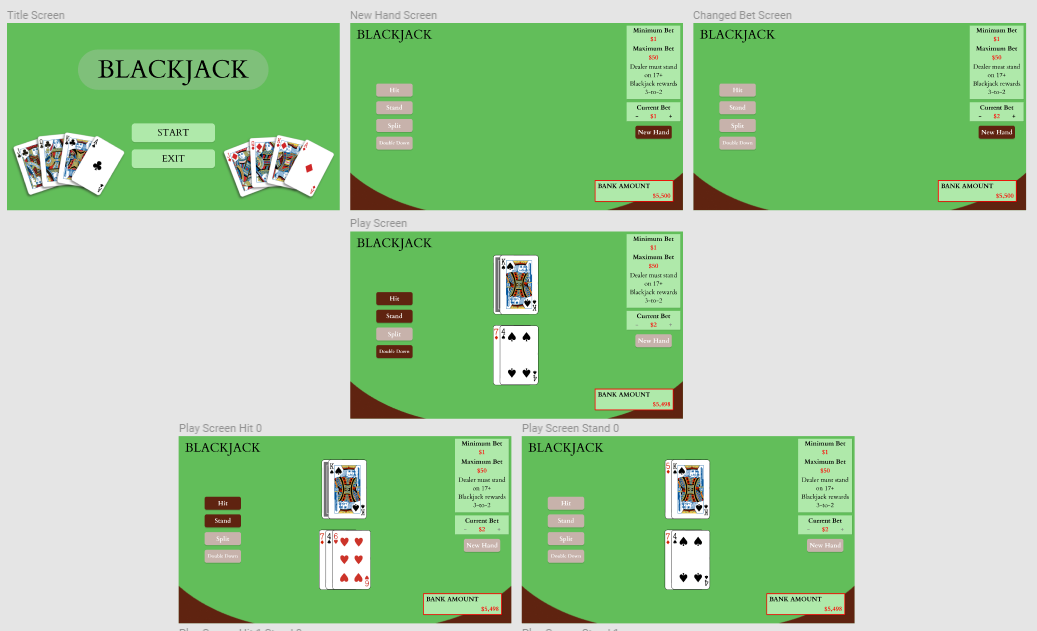 Title Screen
BLACKJACK
START
EXIT
New Hand Screen
BLACKJACK
Hit
Stand
Split
Double Down
Minimum Bet
$1
Maximum Bet
$50
Dealer must stand
on 17+
Blackjack rewards
3-to-2
Current Bet
- $1 +
New Hand
BANK AMOUNT
$5,500
Changed Bet Screen
BLACKJACK
Hit
Stand
Split
Double Down
Minimum Bet
$1
Maximum Bet
$50
Dealer must stand
on 17+
Blackjack rewards
3-to-2
Current Bet
- $2 +
New Hand
BANK AMOUNT
$5,500
Play Screen
BLACKJACK
Hit
Stand
Split
Double Down
K
7 4
Minimum Bet
$1
Maximum Bet
$50
Dealer must stand
on 17+
Blackjack rewards
3-to-2
Current Bet
- $2 +
New Hand
BANK AMOUNT
$5,498
Play Screen Hit 0
BLACKJACK
Hit
Stand
Split
Double Down
K
7 4 6
Minimum Bet
$1
Maximum Bet
$50
Dealer must stand
on 17+
Blackjack rewards
3-to-2
Current Bet
- $2 +
New Hand
BANK AMOUNT
$5,498
Play Screen Stand 0
BLACKJACK
Hit
Stand
Split
Double Down
K
7 4
Minimum Bet
$1
Maximum Bet
$50
Dealer must stand
on 17+
Blackjack rewards
3-to-2
Current Bet
- $2 +
New Hand
BANK AMOUNT
$5,498